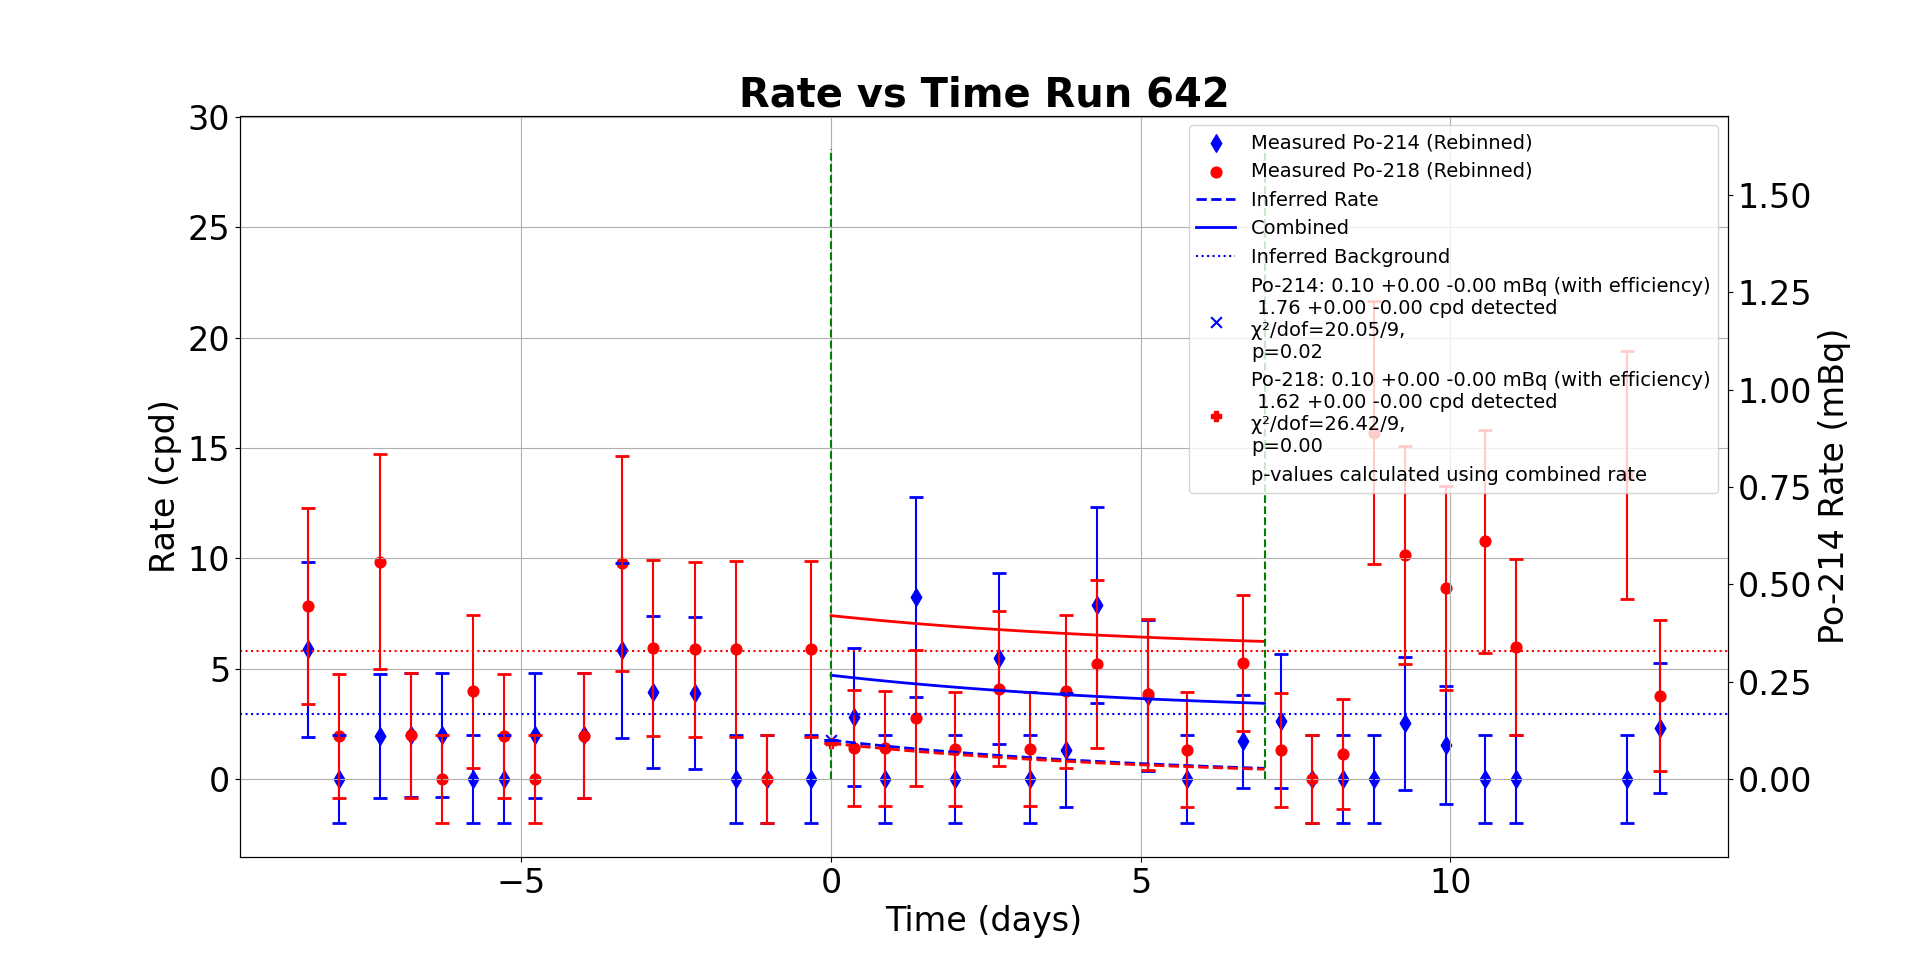 Rate vs Time Run 642
30
25
20
15
10
5
0
Rate (cpd)
−5
0
5
10
Time (days)
1.50
1.25
1.00
0.75
0.50
0.25
0.00
Po-214 Rate (mBq)
Measured Po-214 (Rebinned)
Measured Po-218 (Rebinned)
Inferred Rate
Combined
Inferred Background
Po-214: 0.10 +0.00 -0.00 mBq (with efficiency)
1.76 +0.00 -0.00 cpd detected
χ²/dof=20.05/9,
p=0.02
Po-218: 0.10 +0.00 -0.00 mBq (with efficiency)
1.62 +0.00 -0.00 cpd detected
χ²/dof=26.42/9,
p=0.00
p-values calculated using combined rate